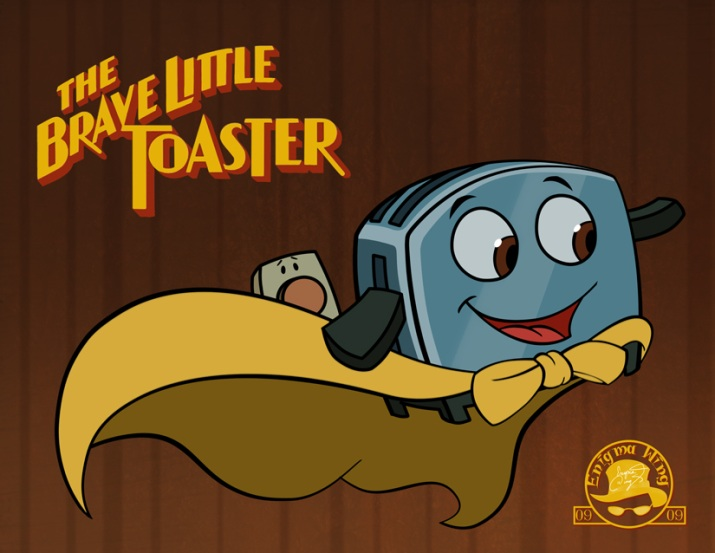 THE
BRAVE LITTLE
TOASTER
Enigma Wing
09 09